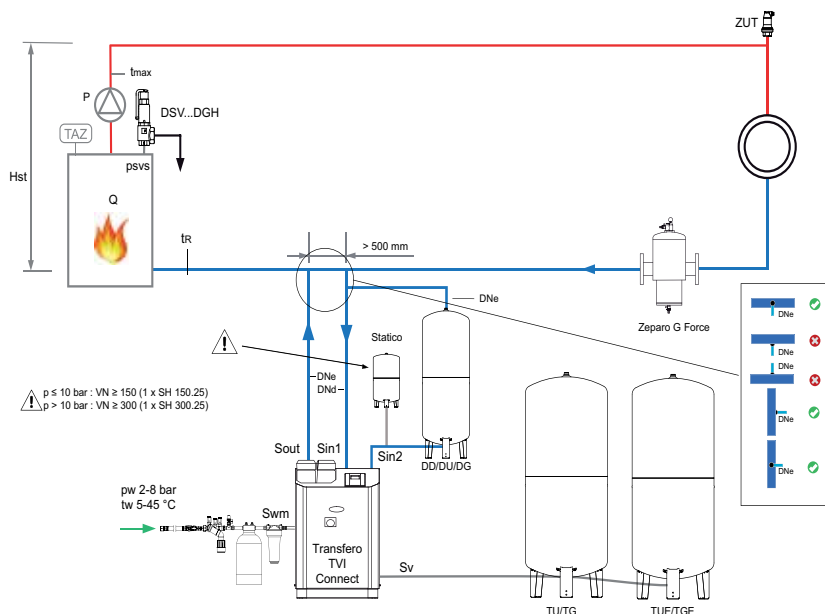 ZUT
tmax
P
DSV...DGH
TAZ
psvs
Hst
Q
tR
> 500 mm
DNe
Zeparo G Force
Statico
DNe
DNd
p ≤ 10 bar : VN ≥ 150 (1 x SH 150.25)
p > 10 bar : VN ≥ 300 (1 x SH 300.25)
Sout
Sin1
Sin2
DD/DU/DG
pw 2-8 bar
tw 5-45 °C
Swm
Transfero
TVI
Connect
Sv
TU/TG
TUE/TGE
DNe
DNe
DNe
DNe
DNe